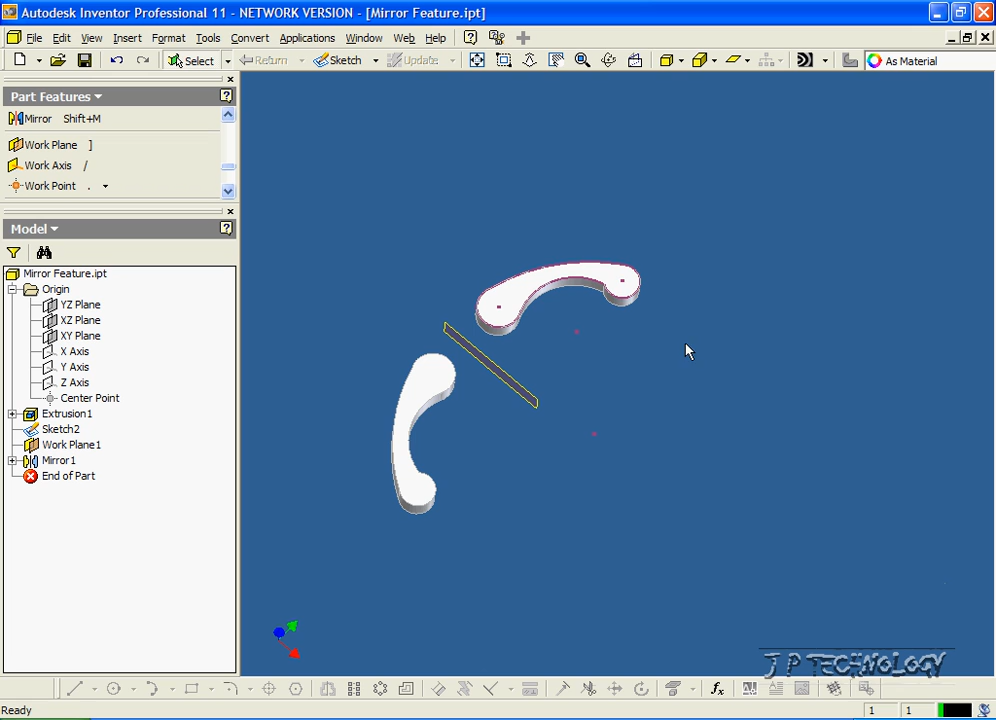 Autodesk Inventor Professional 11 - NETWORK VERSION - [Mirror Feature.ipt]
File Edit View Insert Format Tools Convert Applications Window Web Help
Select Return Sketch Update As Material
Part Features
Mirror Shift+M
Work Plane ]
Work Axis /
Work Point .
Model
Mirror Feature.ipt
Origin
YZ Plane
XZ Plane
XY Plane
X Axis
Y Axis
Z Axis
Center Point
Extrusion1
Sketch2
Work Plane1
Mirror1
End of Part
J P TECHNOLOGY
fx
Ready 1 1